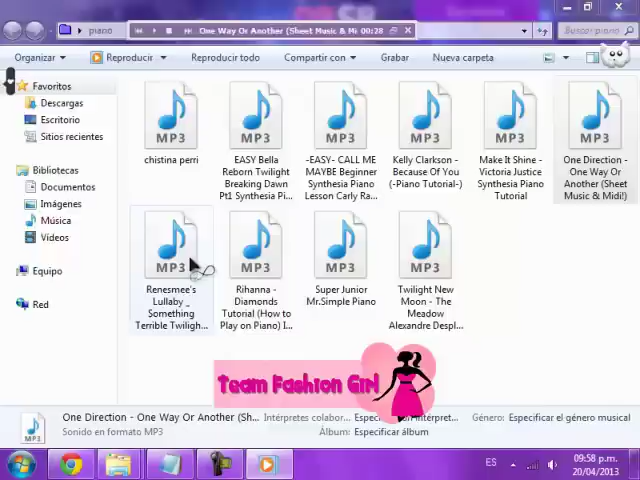 One Way Or Another (Sheet Music & Mi 00:28
piano
Buscar piano
Organizar
Reproducir
Reproducir todo
Compartir con
Grabar
Nueva carpeta
Favoritos
Descargas
Escritorio
Sitios recientes
Bibliotecas
Documentos
Imágenes
Música
Vídeos
Equipo
Red
MP3
MP3
MP3
MP3
MP3
MP3
chistina perri
EASY Bella
Reborn Twilight
Breaking Dawn
Pt1 Synthesia Pi...
-EASY- CALL ME
MAYBE Beginner
Synthesia Piano
Lesson Carly Ra...
Kelly Clarkson -
Because Of You
(-Piano Tutorial-)
Make It Shine -
Victoria Justice
Synthesia Piano
Tutorial
One Direction -
One Way Or
Another (Sheet
Music & Midi!)
MP3
MP3
MP3
MP3
Renesmee's
Lullaby _
Something
Terrible Twiligh...
Rihanna -
Diamonds
Tutorial (How to
Play on Piano) I...
Super Junior
Mr.Simple Piano
Twilight New
Moon - The
Meadow
Alexandre Despl...
Team Fashion Girl
MP3
One Direction - One Way Or Another (Sh...
Intérpretes colabor...
Género: Especificar el género musical
Sonido en formato MP3
Álbum: Especificar álbum
ES
09:58 p.m.
20/04/2013